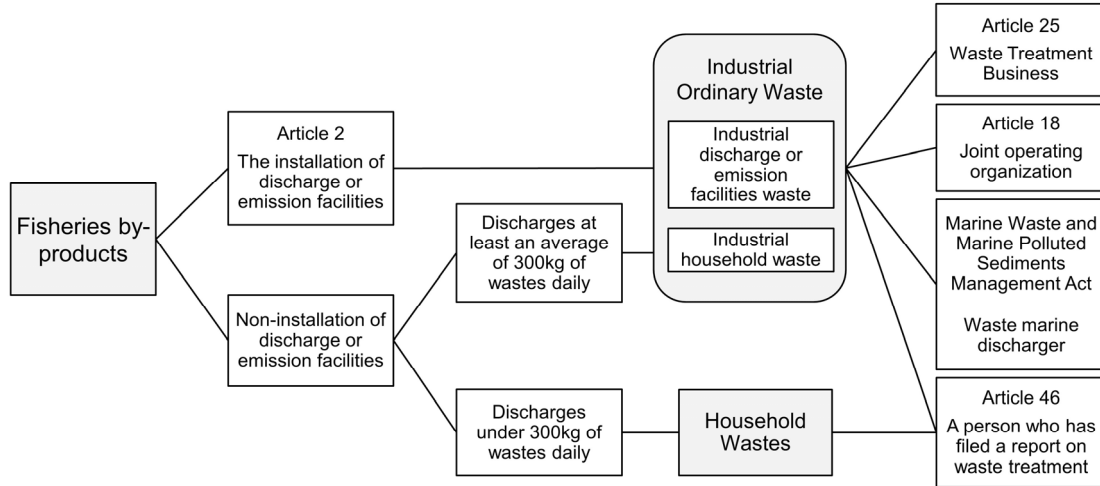 Fisheries by-
products
Article 2
The installation of
discharge or
emission facilities
Non-installation of
discharge or
emission facilities
Discharges at
least an average
of 300kg of
wastes daily
Discharges
under 300kg of
wastes daily
Industrial
Ordinary Waste
Industrial
discharge or
emission
facilities waste
Industrial
household waste
Household
Wastes
Article 25
Waste Treatment
Business
Article 18
Joint operating
organization
Marine Waste and
Marine Polluted
Sediments
Management Act
Waste marine
discharger
Article 46
A person who has
filed a report on
waste treatment